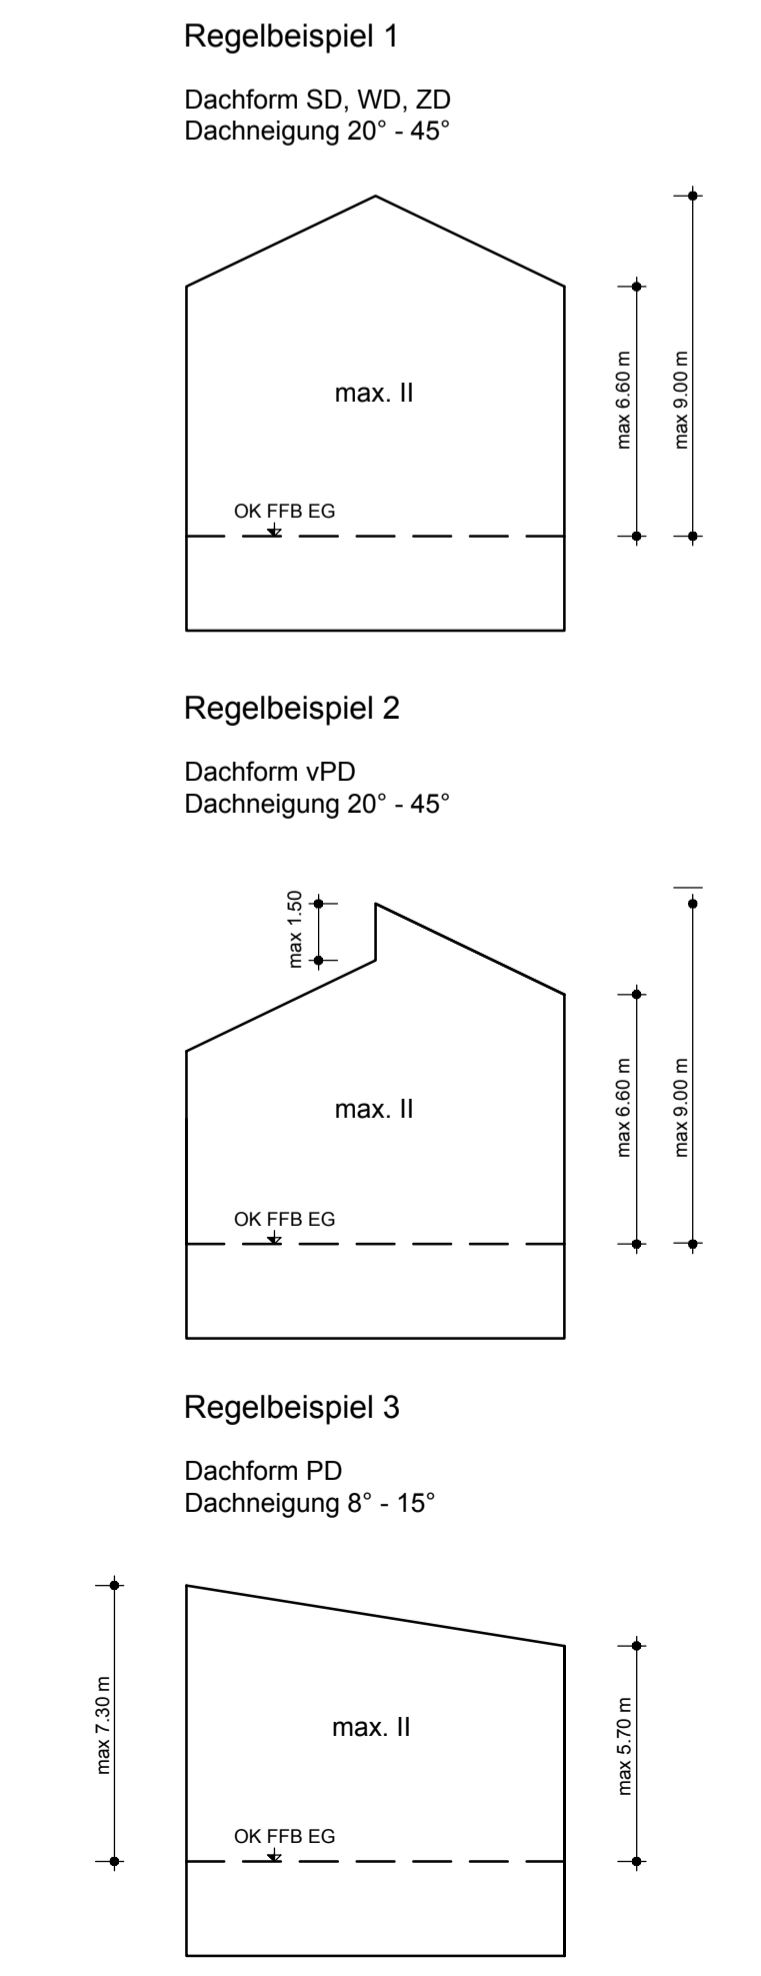 Regelbeispiel 1
Dachform SD, WD, ZD
Dachneigung 20° - 45°
max. II
max 6.60 m
max 9.00 m
OK FFB EG
Regelbeispiel 2
Dachform vPD
Dachneigung 20° - 45°
max 1.50
max. II
max 6.60 m
max 9.00 m
OK FFB EG
Regelbeispiel 3
Dachform PD
Dachneigung 8° - 15°
max 7.30 m
max. II
max 5.70 m
OK FFB EG